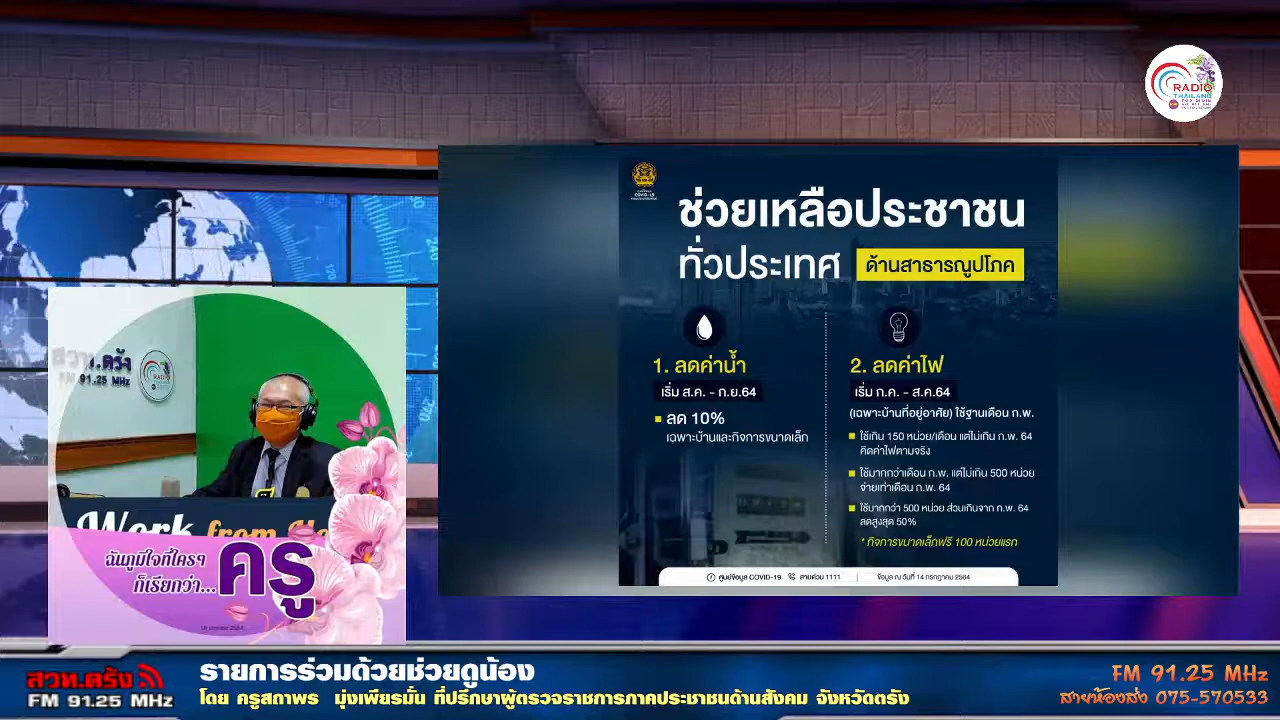 RADIO
THAILAND
COVID-19
ช่วยเหลือประชาชน
ทั่วประเทศ ด้านสาธารณูปโภค
1. ลดค่าน้ำ
เริ่ม ส.ค. - ก.ย.64
ลด 10%
เฉพาะบ้านและกิจการขนาดเล็ก
2. ลดค่าไฟ
เริ่ม ก.ค. - ส.ค.64
(เฉพาะบ้านที่อยู่อาศัย) ใช้ฐานเดือน ก.พ.
ใช้เกิน 150 หน่วย/เดือน แต่ไม่เกิน ก.พ. 64
คิดค่าไฟตามจริง
ใช้มากกว่าเดือน ก.พ. แต่ไม่เกิน 500 หน่วย
จ่ายเท่าเดือน ก.พ. 64
ใช้มากกว่า 500 หน่วย ส่วนเกินจาก ก.พ. 64
ลดสูงสุด 50%
* กิจการขนาดเล็กฟรี 100 หน่วยแรก
ศูนย์ข้อมูล COVID-19 สายด่วน 1111 | ข้อมูล ณ วันที่ 14 กรกฎาคม 2564
สวท.ตรัง
FM 91.25 MHz
RADIO
Work from
ฉันภูมิใจที่ใครๆ
ก็เรียกว่า... ครู
สวท.ตรัง
FM 91.25 MHz
รายการร่วมด้วยช่วยดูน้อง
โดย ครูสถาพร มุ่งเพียรมั่น ที่ปรึกษาผู้ตรวจราชการภาคประชาชนด้านสังคม จังหวัดตรัง
FM 91.25 MHz
สายห้องส่ง 075-570533